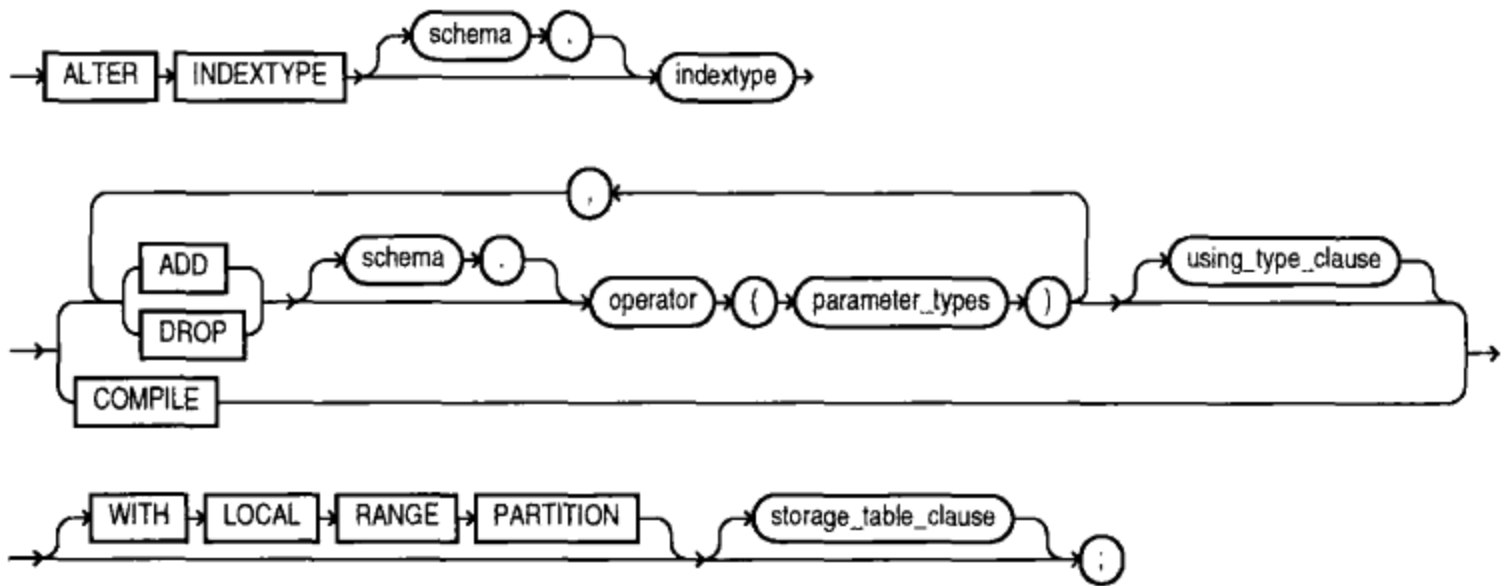 schema .
ALTER INDEXTYPE indextype
,
ADD schema . using_type_clause
operator ( parameter_types )
DROP
COMPILE
WITH LOCAL RANGE PARTITION storage_table_clause
;